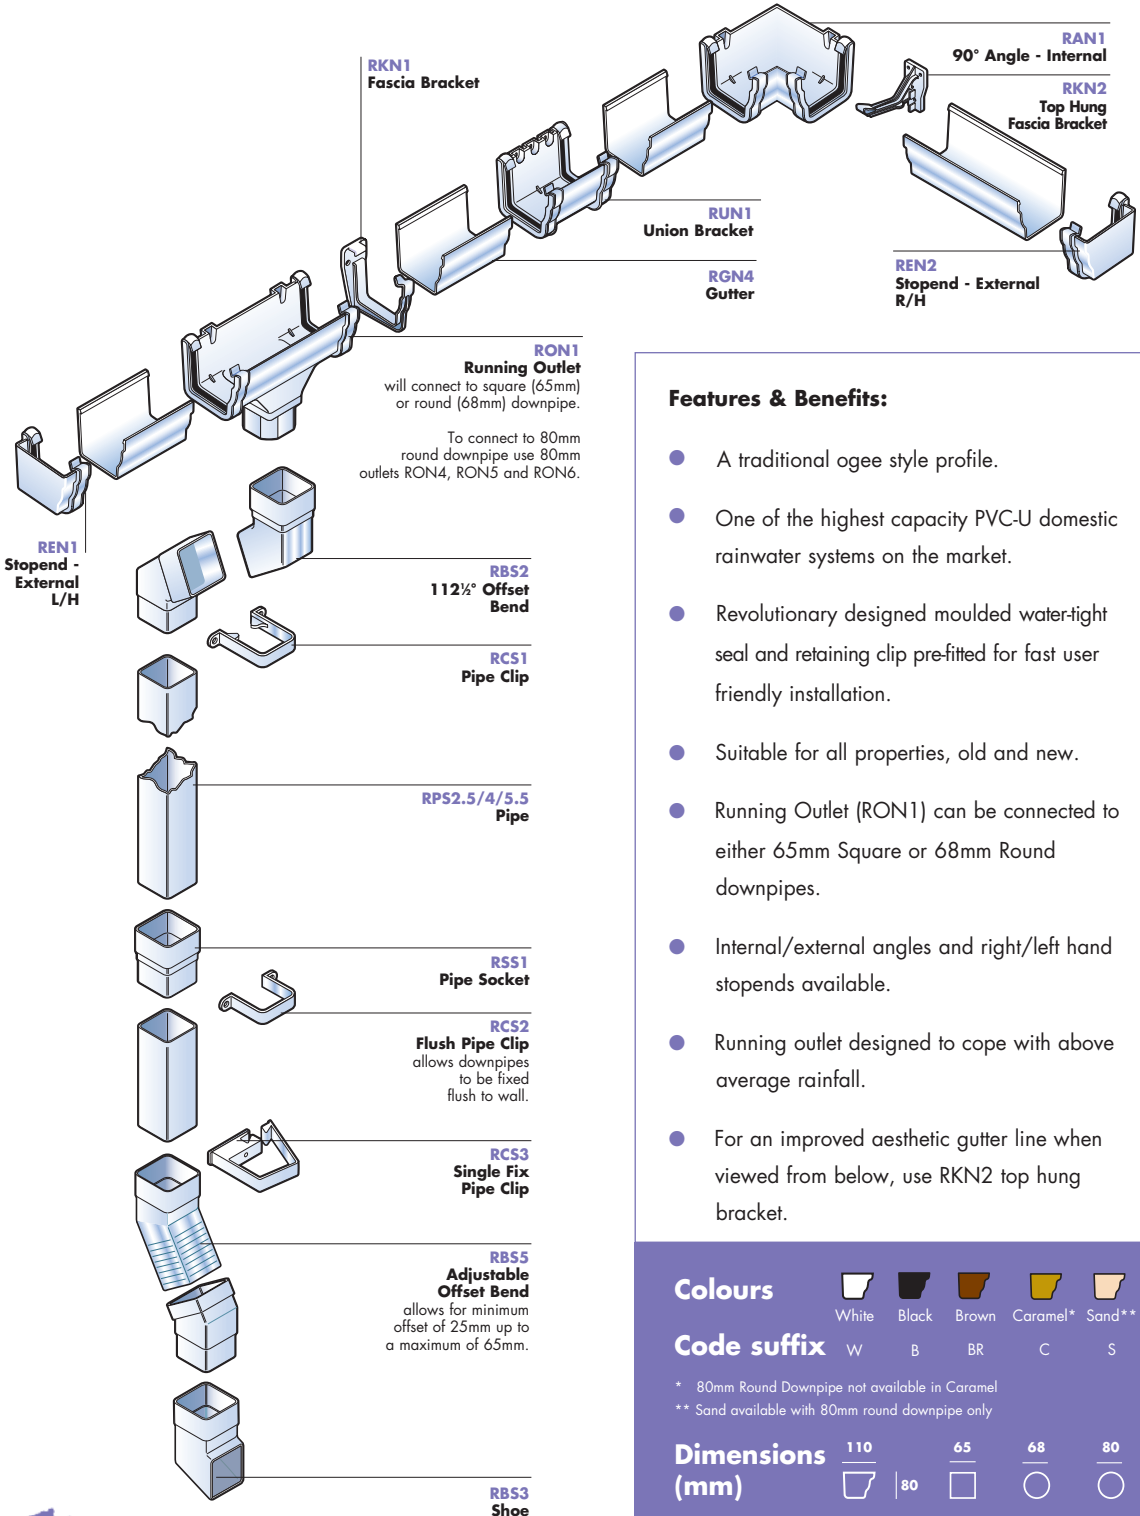 RAN1
90° Angle - Internal
RKN2
Top Hung
Fascia Bracket
RKN1
Fascia Bracket
RUN1
Union Bracket
RGN4
Gutter
REN2
Stopend - External
R/H
RON1
Running Outlet
will connect to square (65mm)
or round (68mm) downpipe.
To connect to 80mm
round downpipe use 80mm
outlets RON4, RON5 and RON6.
REN1
Stopend -
External
L/H
RBS2
112½° Offset
Bend
RCS1
Pipe Clip
RPS2.5/4/5.5
Pipe
RSS1
Pipe Socket
RCS2
Flush Pipe Clip
allows downpipes
to be fixed
flush to wall.
RCS3
Single Fix
Pipe Clip
RBS5
Adjustable
Offset Bend
allows for minimum
offset of 25mm up to
a maximum of 65mm.
RBS3
Shoe
Features & Benefits:
● A traditional ogee style profile.
● One of the highest capacity PVC-U domestic
rainwater systems on the market.
● Revolutionary designed moulded water-tight
seal and retaining clip pre-fitted for fast user
friendly installation.
● Suitable for all properties, old and new.
● Running Outlet (RON1) can be connected to
either 65mm Square or 68mm Round
downpipes.
● Internal/external angles and right/left hand
stopends available.
● Running outlet designed to cope with above
average rainfall.
● For an improved aesthetic gutter line when
viewed from below, use RKN2 top hung
bracket.
Colours
White Black Brown Caramel* Sand**
Code suffix W B BR C S
* 80mm Round Downpipe not available in Caramel
** Sand available with 80mm round downpipe only
Dimensions 110 65 68 80
(mm) 80